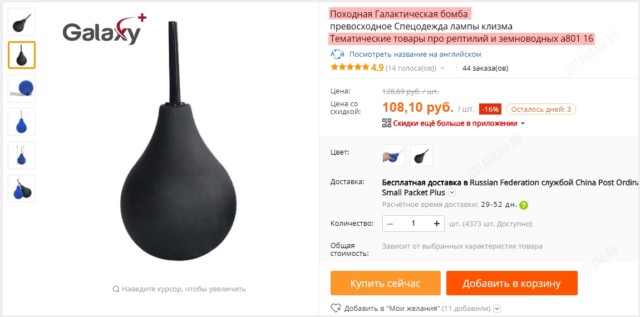 Galaxy+
Походная Галактическая бомба
превосходное Спецодежда лампы клизма
Тематические товары про рептилий и земноводных a801 16
Посмотреть название на английском
4.9 (14 голоса(ов)) 44 заказа(ов)
Цена: 128,69 руб. / шт.
Цена со скидкой: 108,10 руб. / шт. -16% Осталось дней: 3
Скидки ещё больше в приложении
Цвет:
Доставка: Бесплатная доставка в Russian Federation службой China Post Ordina
Small Packet Plus
Расчётное время доставки: 29-52 дн. ?
Количество: − 1 + шт. (4373 шт. Доступно)
Общая стоимость: Зависит от выбранных характеристик товара
Наведите курсор, чтобы увеличить
Купить сейчас Добавить в корзину
Добавить в "Мои желания" (11 добавили)